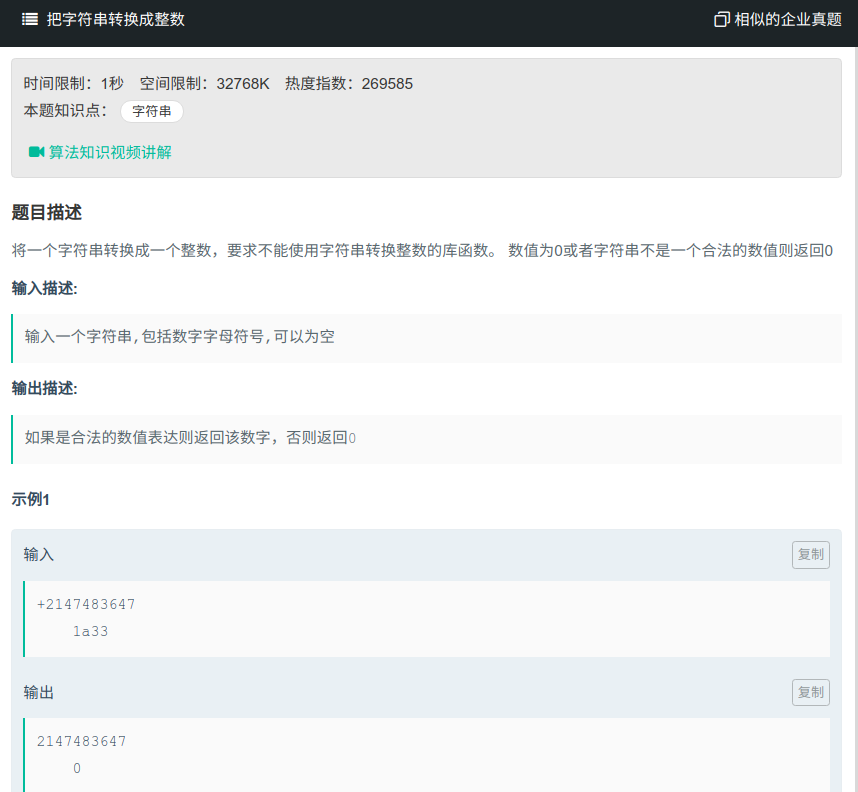 把字符串转换成整数
相似的企业真题
时间限制：1秒 空间限制：32768K 热度指数：269585
本题知识点： 字符串
算法知识视频讲解
题目描述
将一个字符串转换成一个整数，要求不能使用字符串转换整数的库函数。 数值为0或者字符串不是一个合法的数值则返回0
输入描述:
输入一个字符串,包括数字字母符号,可以为空
输出描述:
如果是合法的数值表达则返回该数字，否则返回0
示例1
输入
复制
+2147483647
1a33
输出
复制
2147483647
0